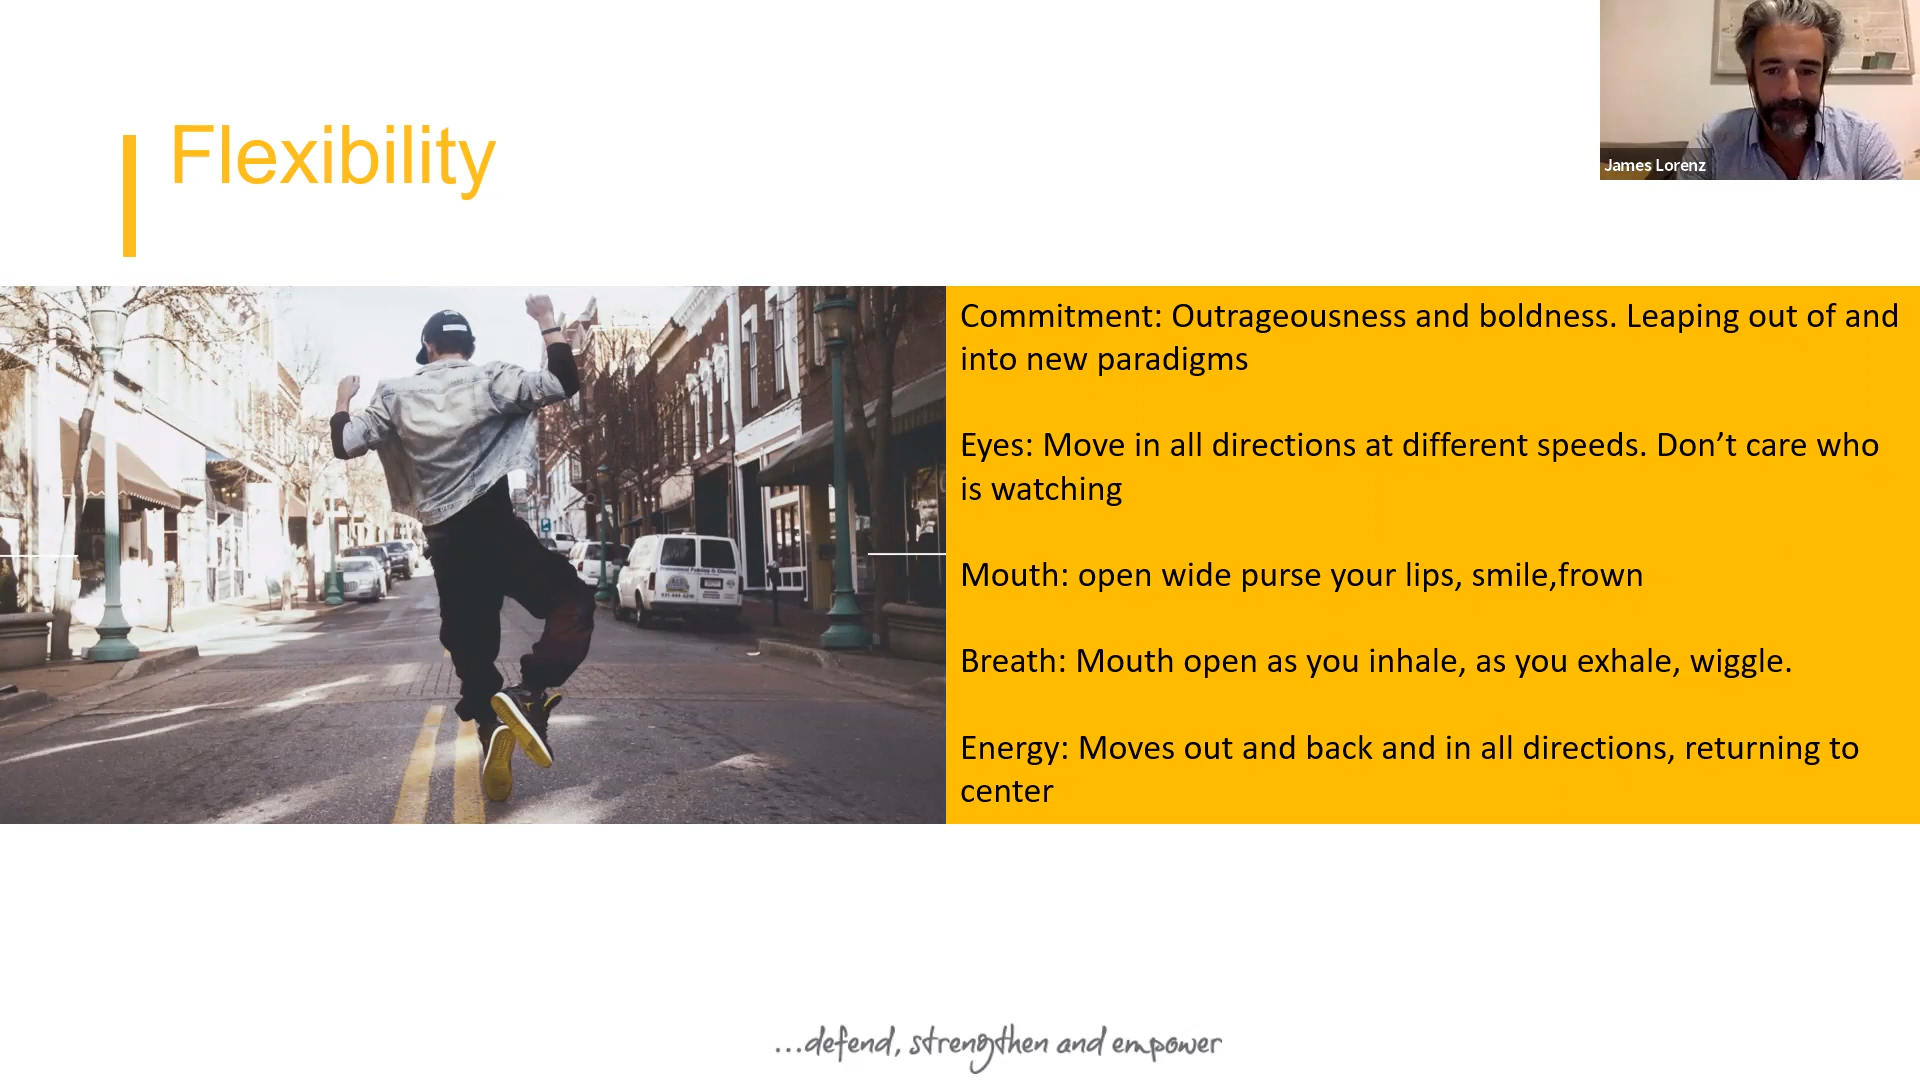 Flexibility
James Lorenz
Commitment: Outrageousness and boldness. Leaping out of and
into new paradigms
Eyes: Move in all directions at different speeds. Don’t care who
is watching
Mouth: open wide purse your lips, smile,frown
Breath: Mouth open as you inhale, as you exhale, wiggle.
Energy: Moves out and back and in all directions, returning to
center
...defend, strengthen and empower